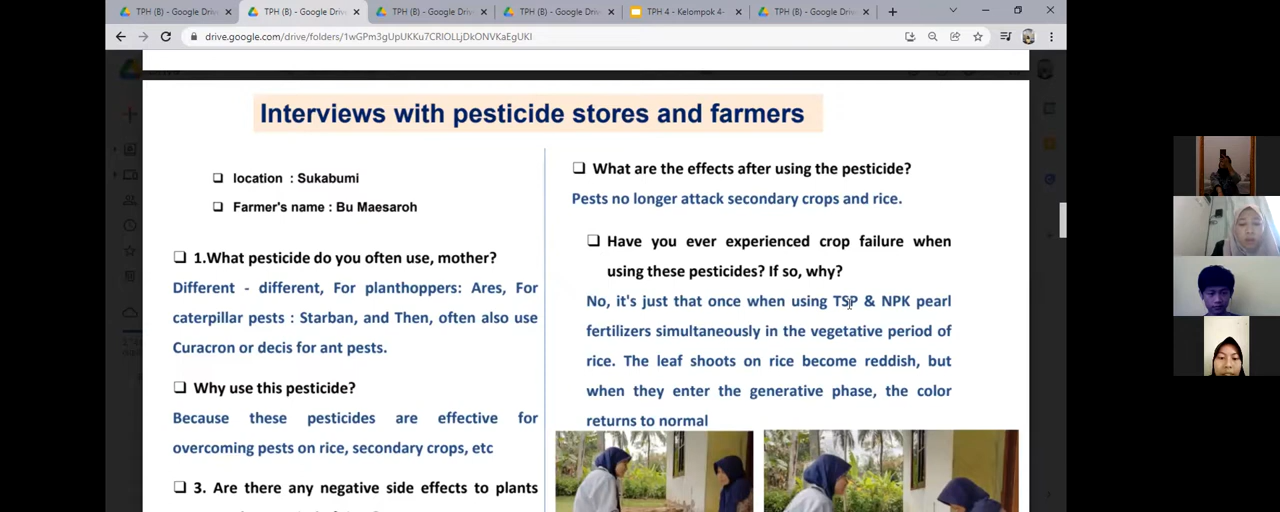 TPH (B) - Google Drive
TPH (B) - Google Drive
TPH (B) - Google Drive
TPH (B) - Google Drive
TPH 4 - Kelompok 4-
TPH (B) - Google Drive
drive.google.com/drive/folders/1wGPm3gUpUKKu7CRIOLLjDkONVKaEgUKI
Interviews with pesticide stores and farmers
location : Sukabumi
Farmer's name : Bu Maesaroh
1.What pesticide do you often use, mother?
Different - different, For planthoppers: Ares, For
caterpillar pests : Starban, and Then, often also use
Curacron or decis for ant pests.
Why use this pesticide?
Because these pesticides are effective for
overcoming pests on rice, secondary crops, etc
3. Are there any negative side effects to plants
What are the effects after using the pesticide?
Pests no longer attack secondary crops and rice.
Have you ever experienced crop failure when
using these pesticides? If so, why?
No, it's just that once when using TSP & NPK pearl
fertilizers simultaneously in the vegetative period of
rice. The leaf shoots on rice become reddish, but
when they enter the generative phase, the color
returns to normal